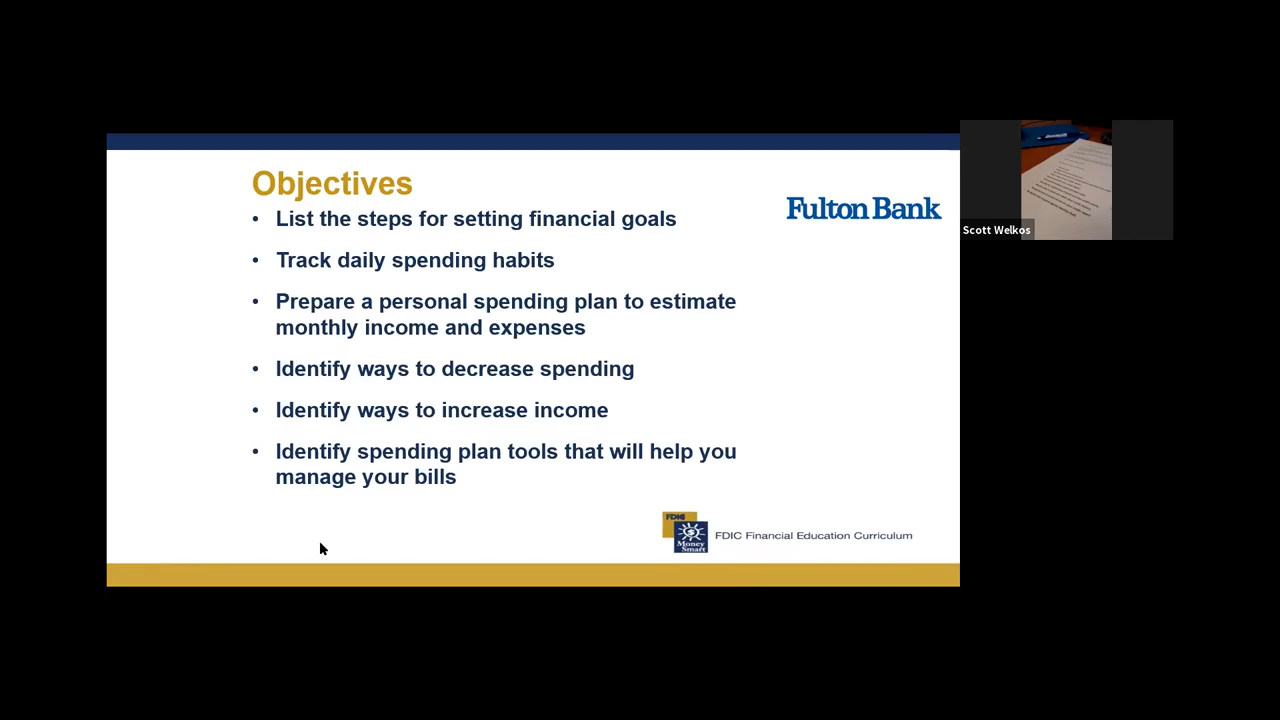 Objectives
• List the steps for setting financial goals
• Track daily spending habits
• Prepare a personal spending plan to estimate
monthly income and expenses
• Identify ways to decrease spending
• Identify ways to increase income
• Identify spending plan tools that will help you
manage your bills
Fulton Bank
FDIC
Money
Smart
FDIC Financial Education Curriculum
Scott Welkos